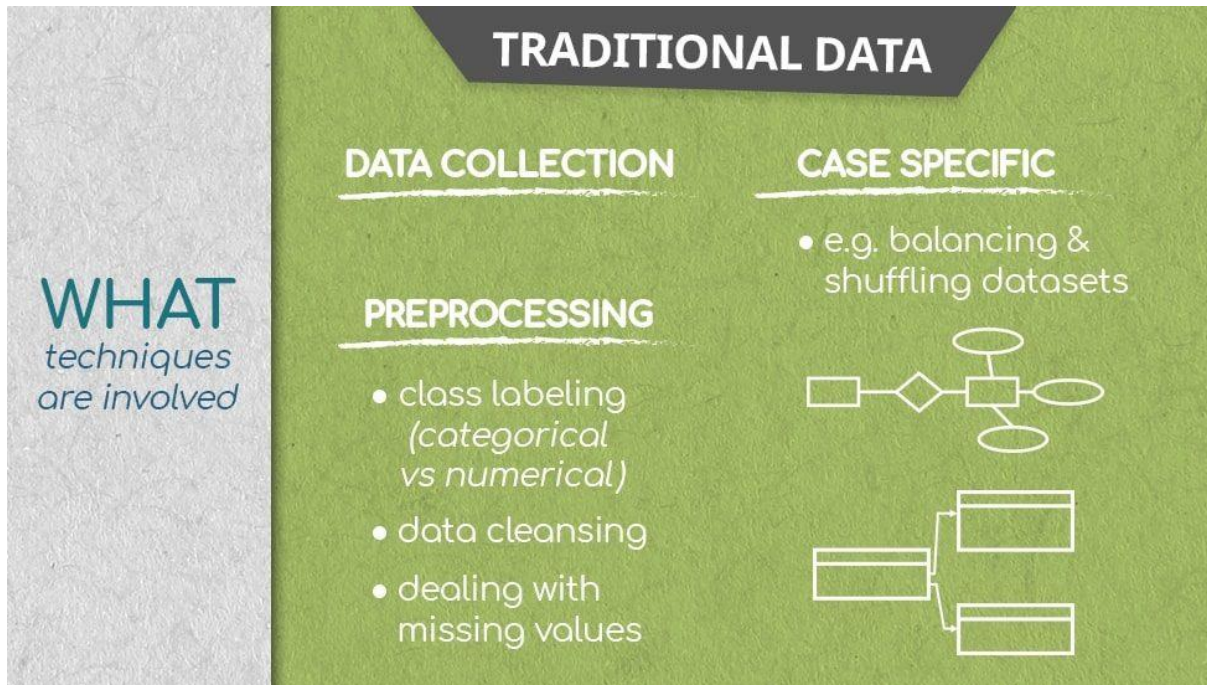 TRADITIONAL DATA
WHAT
techniques
are involved
DATA COLLECTION
PREPROCESSING
● class labeling
(categorical
vs numerical)
● data cleansing
● dealing with
missing values
CASE SPECIFIC
● e.g. balancing &
shuffling datasets